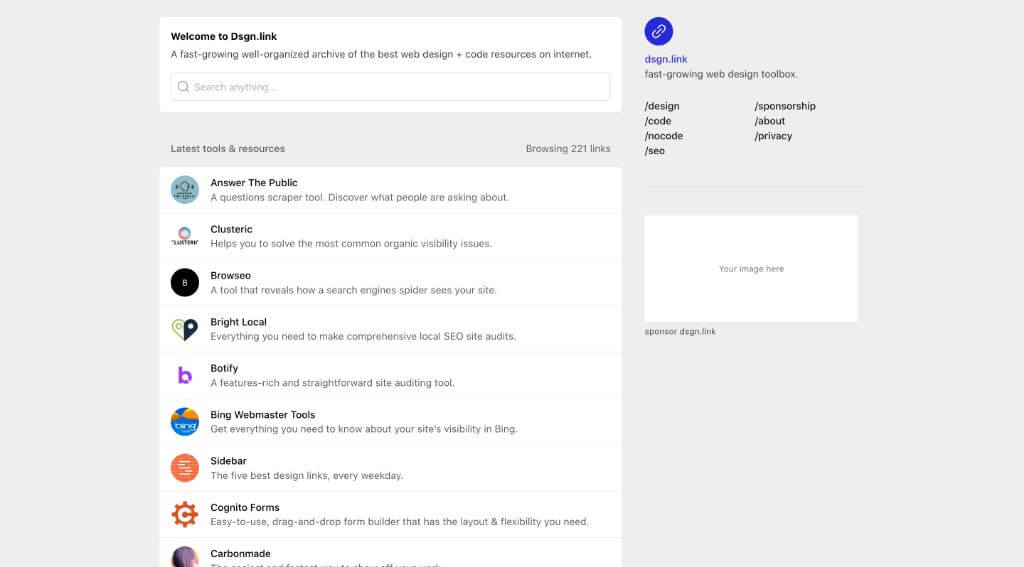 Welcome to Dsgn.link
A fast-growing well-organized archive of the best web design + code resources on internet.
Search anything...
Latest tools & resources
Browsing 221 links
Answer The Public
A questions scraper tool. Discover what people are asking about.
Clusteric
Helps you to solve the most common organic visibility issues.
CLUSTERIC
B
Browseo
A tool that reveals how a search engines spider sees your site.
Bright Local
Everything you need to make comprehensive local SEO site audits.
b
Botify
A features-rich and straightforward site auditing tool.
bing
Bing Webmaster Tools
Get everything you need to know about your site's visibility in Bing.
Sidebar
The five best design links, every weekday.
Cognito Forms
Easy-to-use, drag-and-drop form builder that has the layout & flexibility you need.
Carbonmade
dsgn.link
fast-growing web design toolbox.
/design
/code
/nocode
/seo
/sponsorship
/about
/privacy
Your image here
sponsor dsgn.link